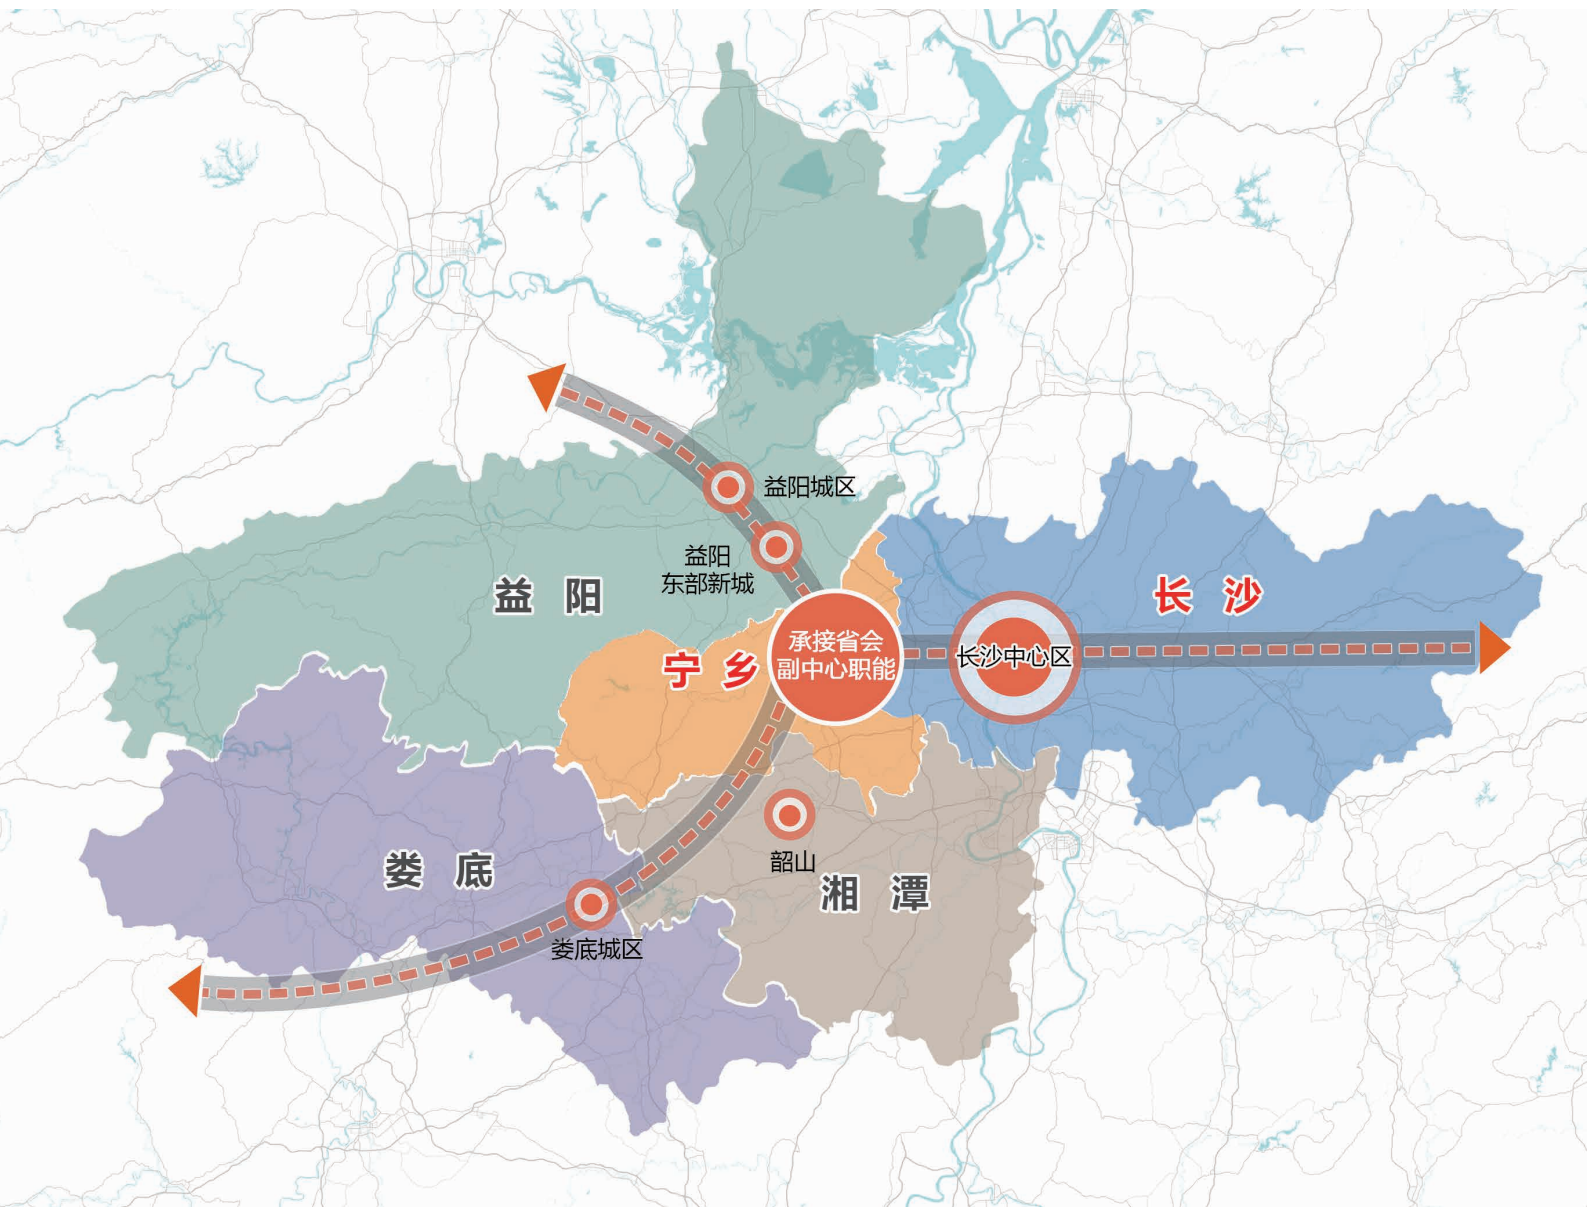 益阳城区
益阳
东部新城
益 阳
长 沙
承接省会
副中心职能
宁 乡
长沙中心区
韶山
娄 底
湘 潭
娄底城区